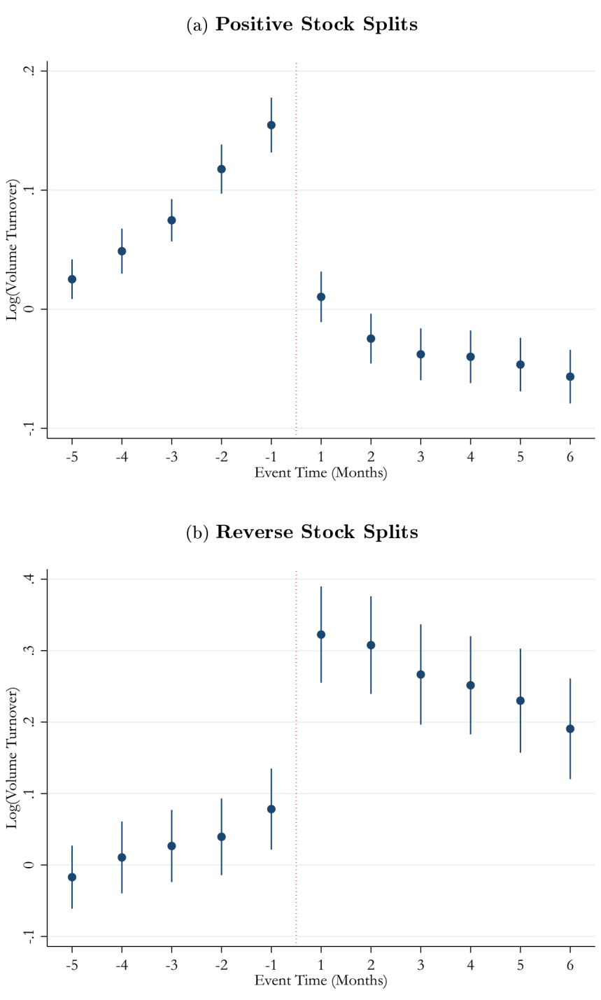 (a) Positive Stock Splits
Log(Volume Turnover)
.2
.1
0
-.1
-5 -4 -3 -2 -1 1 2 3 4 5 6
Event Time (Months)
(b) Reverse Stock Splits
Log(Volume Turnover)
.4
.3
.2
.1
0
-.1
-5 -4 -3 -2 -1 1 2 3 4 5 6
Event Time (Months)